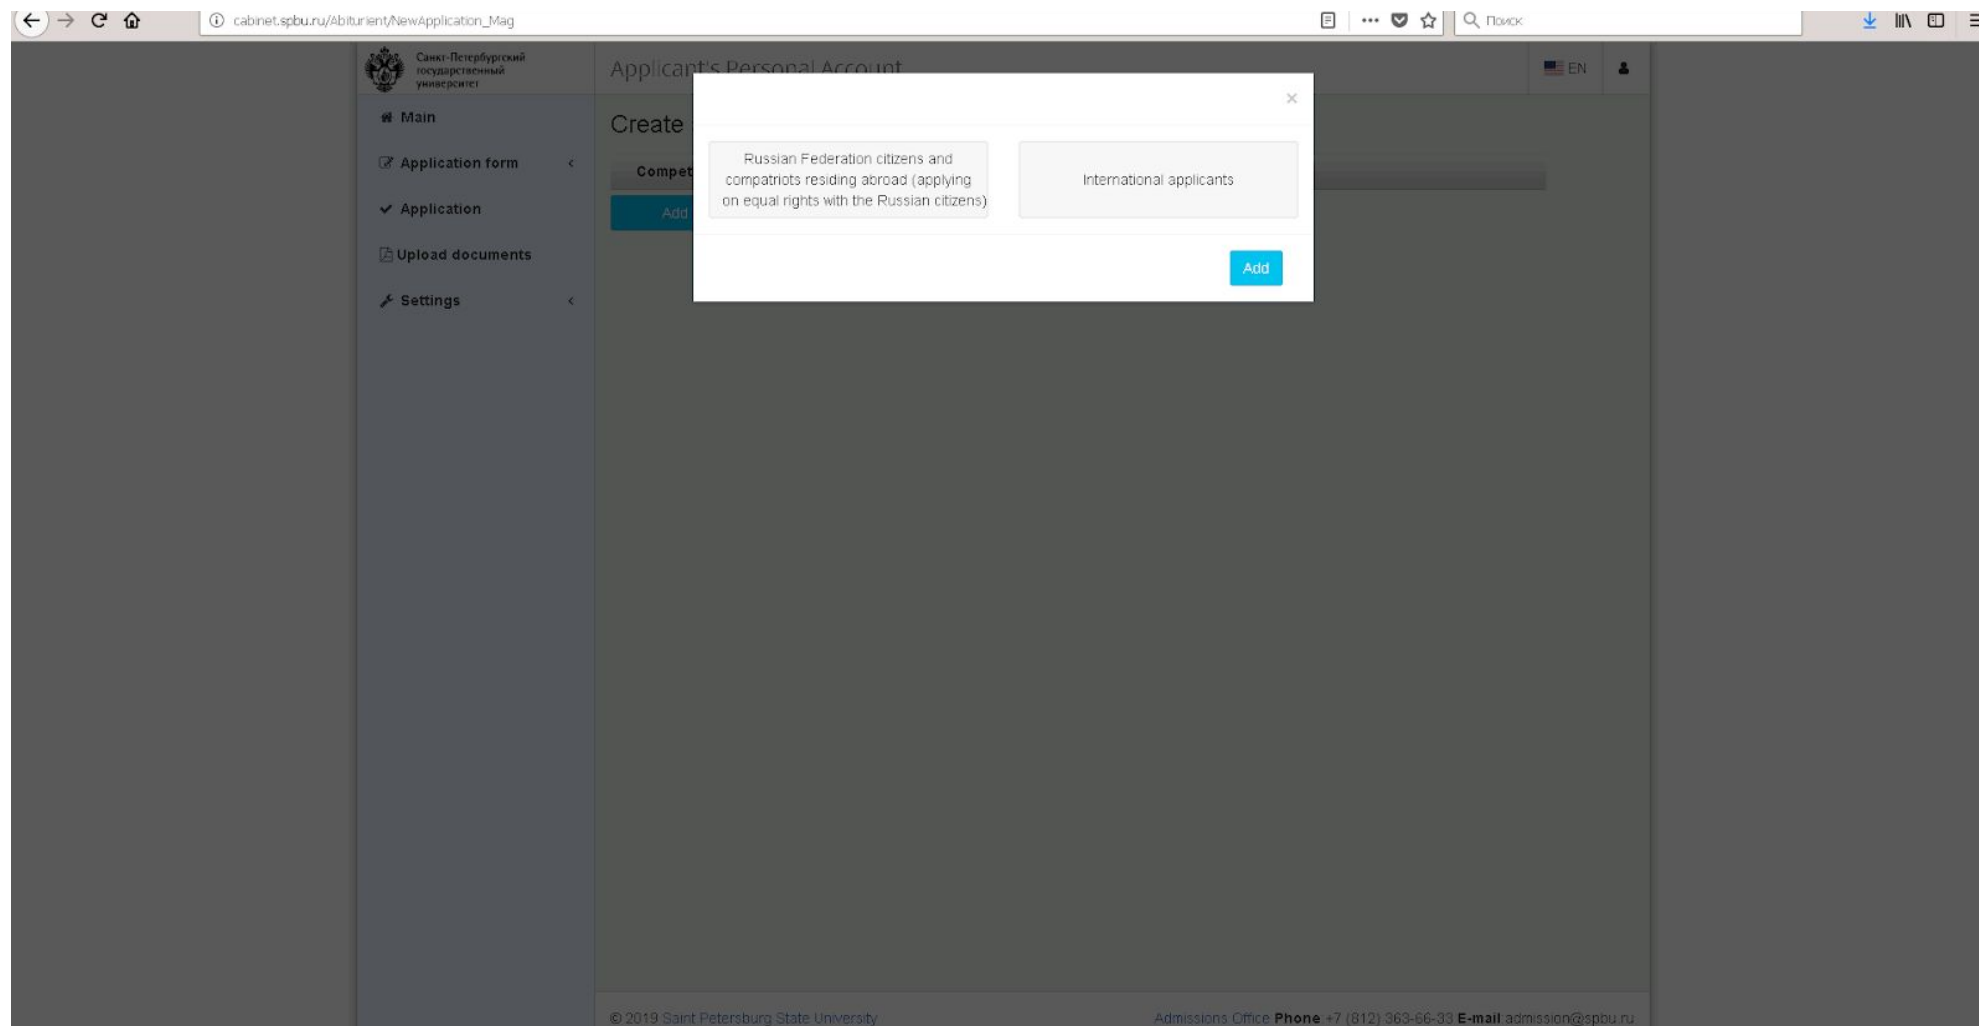 cabinet.spbu.ru/Abiturient/NewApplication_Mag
Поиск
Санкт-Петербургский
государственный
университет
Applicant's Personal Account
EN
Main
Application form
Application
Upload documents
Settings
Create
Compet
Add
×
Russian Federation citizens and
compatriots residing abroad (applying
on equal rights with the Russian citizens)
International applicants
Add
© 2019 Saint Petersburg State University
Admissions Office Phone +7 (812) 363-66-33 E-mail admission@spbu.ru